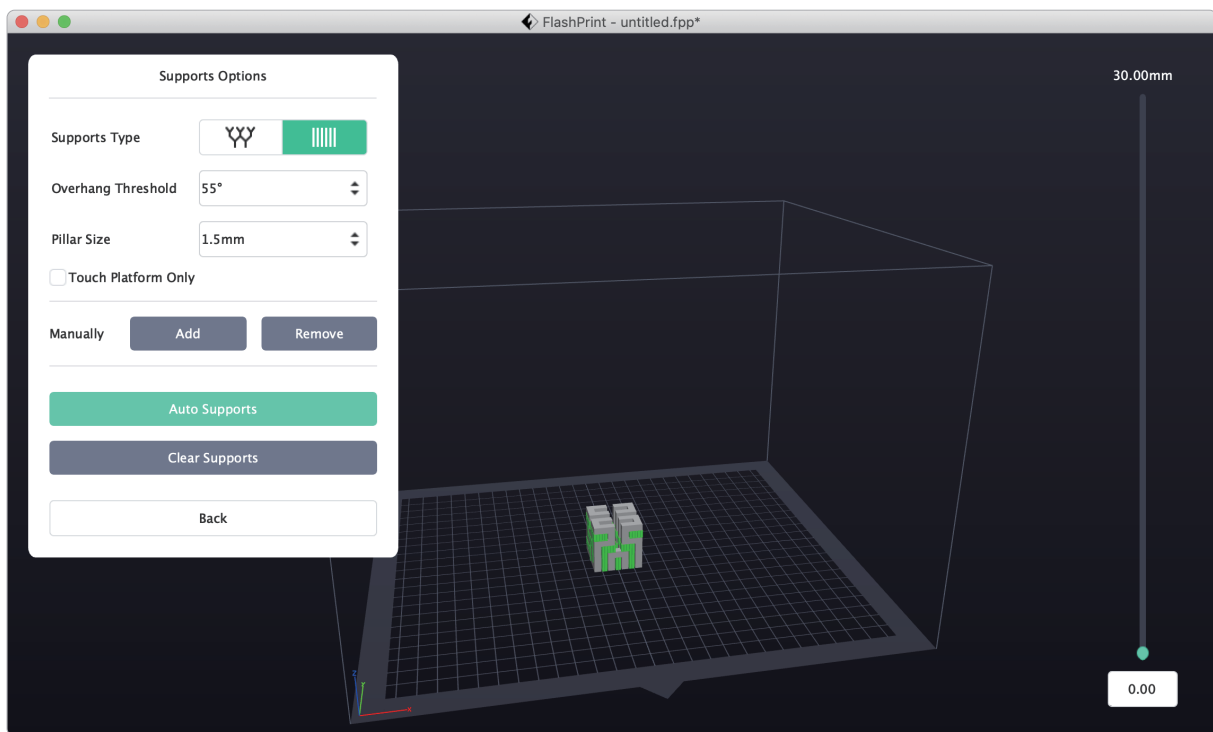 FlashPrint - untitled.fpp*
Supports Options
30.00mm
Supports Type
Overhang Threshold 55°
Pillar Size 1.5mm
Touch Platform Only
Manually Add Remove
Auto Supports
Clear Supports
Back
Z
Y
0.00